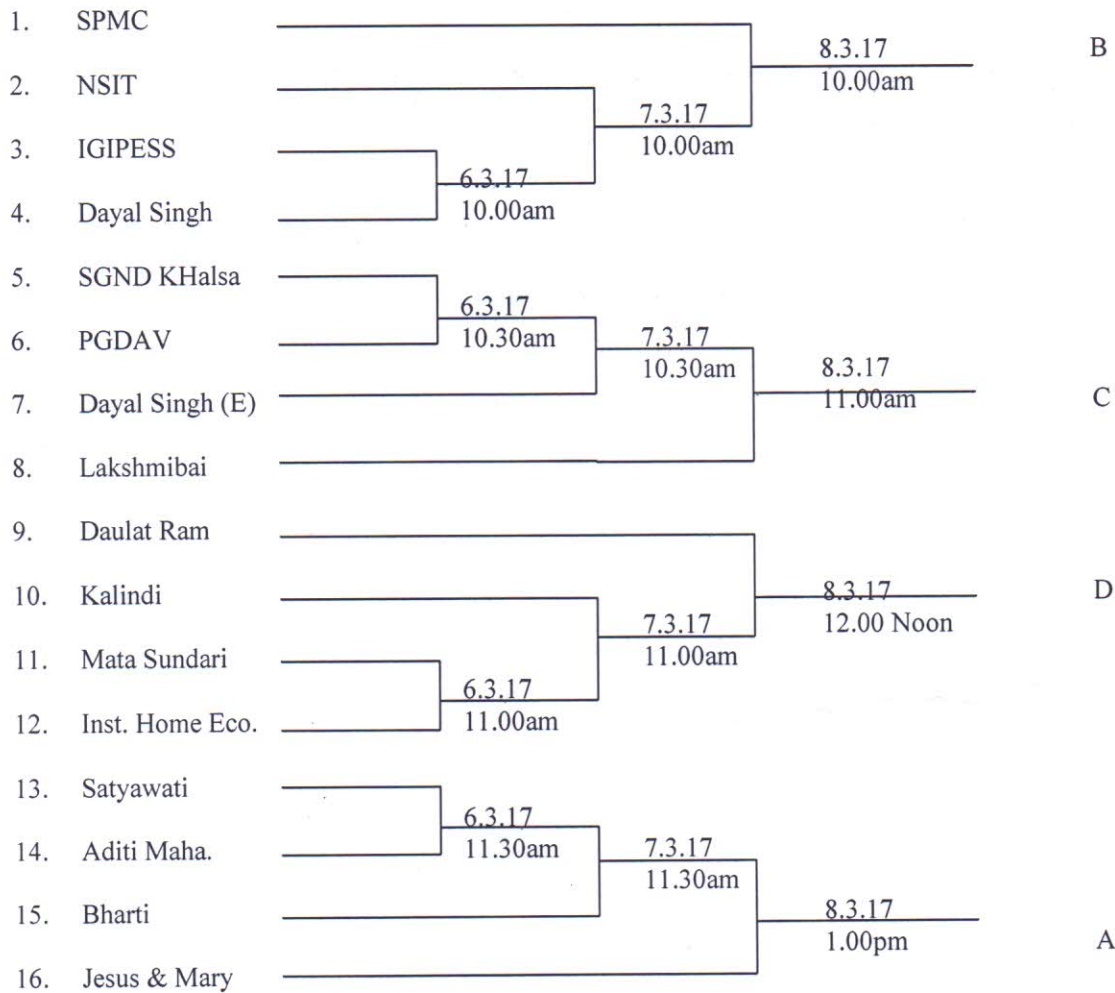 1. SPMC
8.3.17
B
10.00am
2. NSIT
7.3.17
10.00am
3. IGIPESS
6.3.17
10.00am
4. Dayal Singh
5. SGND KHalsa
6.3.17
10.30am
6. PGDAV
7.3.17
10.30am
8.3.17
11.00am
7. Dayal Singh (E)
C
8. Lakshmibai
9. Daulat Ram
8.3.17
D
12.00 Noon
10. Kalindi
7.3.17
11.00am
11. Mata Sundari
6.3.17
11.00am
12. Inst. Home Eco.
13. Satyawati
6.3.17
11.30am
14. Aditi Maha.
7.3.17
11.30am
15. Bharti
8.3.17
1.00pm
A
16. Jesus & Mary